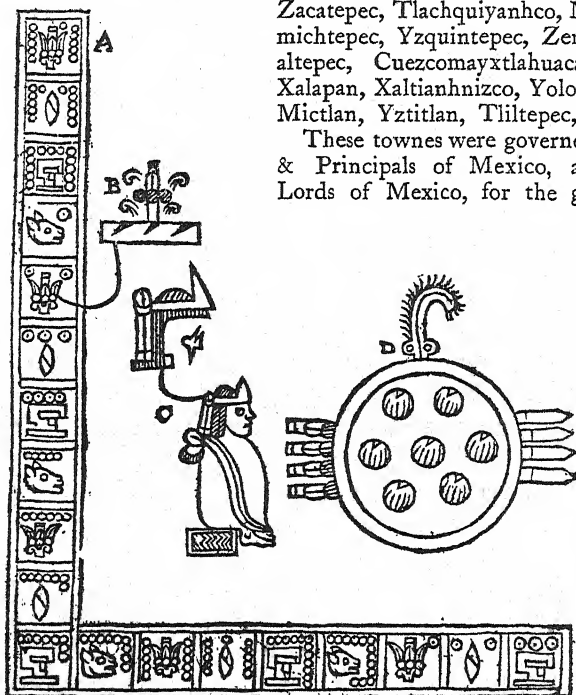 Zacatepec, Tlachquiyanhco,
michtepec, Yzquintepec,
altepec, Cuezcomayxtlahuaca
Xalapan, Xaltianhnizco,
Mictlan, Yztitlan, Tliltepec,
These townes were governe
& Principals of Mexico, a
Lords of Mexico, for the g
A
B
D